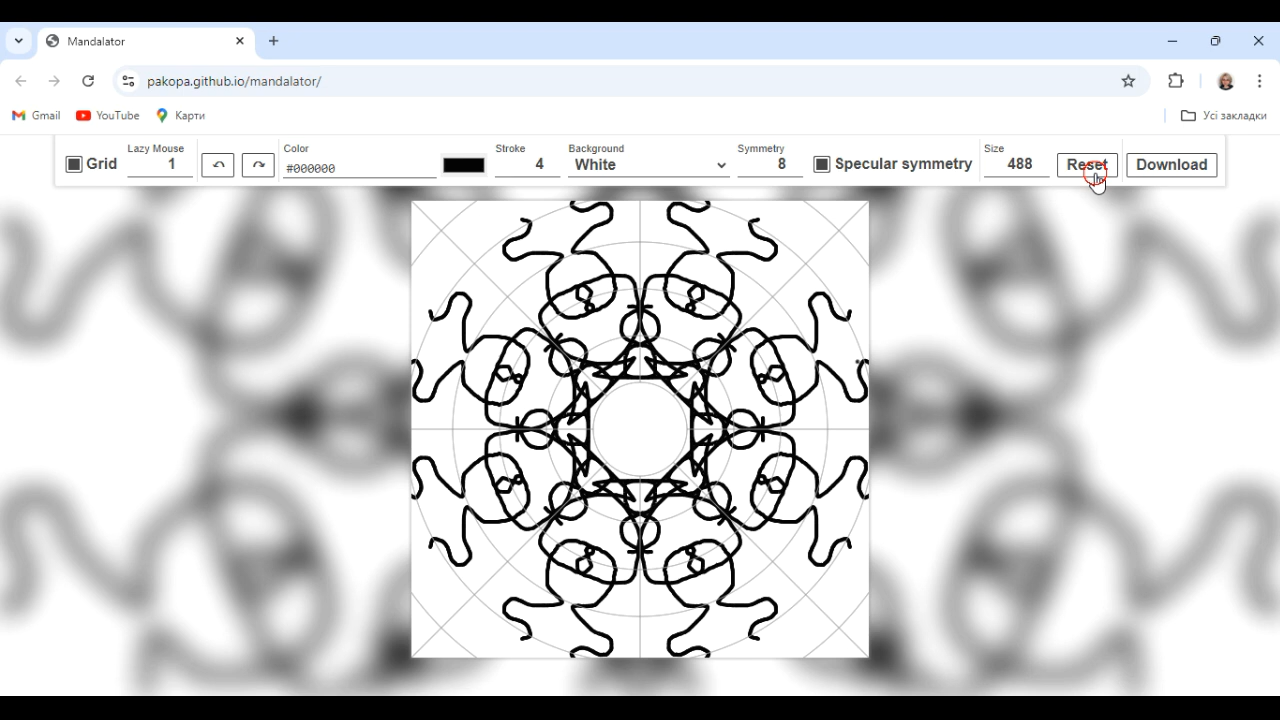 Mandalator
pakopa.github.io/mandalator/
Gmail YouTube Карти Усі закладки
Grid Lazy Mouse 1 Color #000000 Stroke 4 Background White Symmetry 8 Specular symmetry Size 488 Reset Download